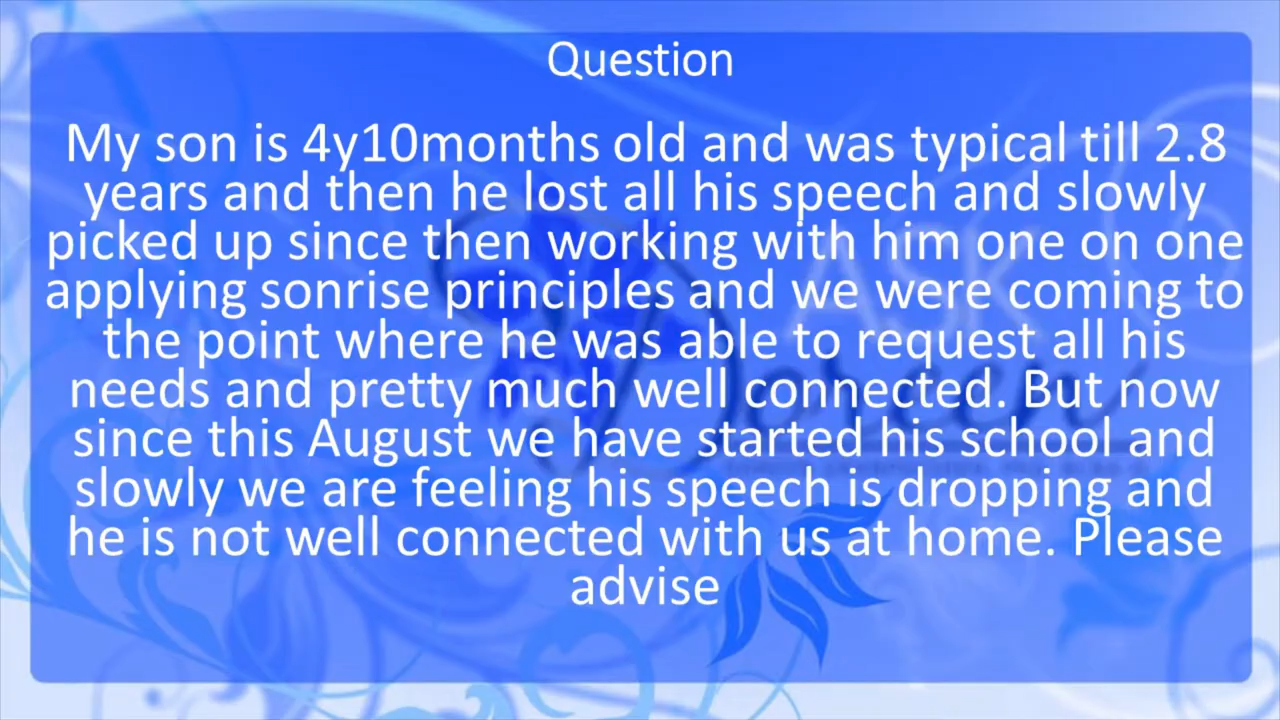 Question
My son is 4y10months old and was typical till 2.8
years and then he lost all his speech and slowly
picked up since then working with him one on one
applying sonrise principles and we were coming to
the point where he was able to request all his
needs and pretty much well connected. But now
since this August we have started his school and
slowly we are feeling his speech is dropping and
he is not well connected with us at home. Please
advise